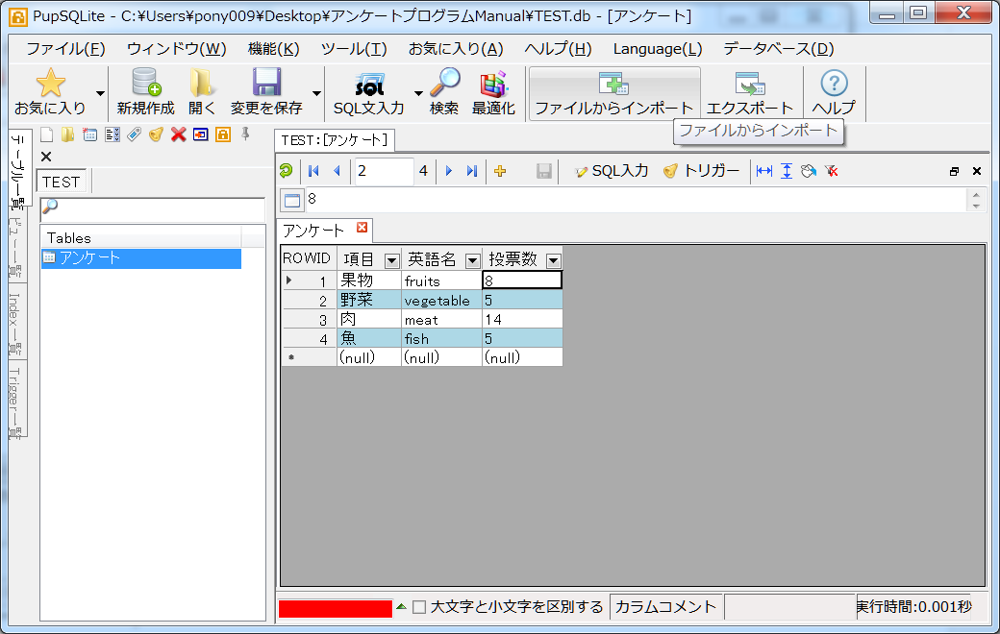 PupSQLite - C:¥Users¥pony009¥Desktop¥アンケートプログラムManual¥TEST.db - [アンケート]
ファイル(F) ウィンドウ(W) 機能(K) ツール(T) お気に入り(A) ヘルプ(H) Language(L) データベース(D)
お気に入り 新規作成 開く 変更を保存 SQL文入力 検索 最適化 ファイルからインポート エクスポート ヘルプ
ファイルからインポート
テーブル一覧
ビュー一覧
Index一覧
Trigger一覧
TEST
Tables
アンケート
TEST:[アンケート]
2 4 SQL入力 トリガー
8
アンケート
ROWID 項目 英語名 投票数
1 果物 fruits 8
2 野菜 vegetable 5
3 肉 meat 14
4 魚 fish 5
* (null) (null) (null)
大文字と小文字を区別する カラムコメント 実行時間:0.001秒